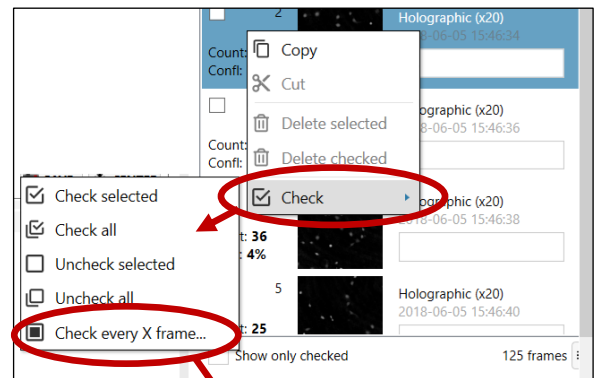 2
Holographic (x20)
2018-06-05 15:46:34
Count:
Confl:
Copy
Cut
Delete selected
Delete checked
Check
ographic (x20)
8-06-05 15:46:36
Count:
Confl:
Check selected
Check all
Uncheck selected
Uncheck all
Check every X frame...
ographic (x20)
2018-06-05 15:46:38
t: 36
: 4%
5
Holographic (x20)
2018-06-05 15:46:40
t: 25
Show only checked
125 frames